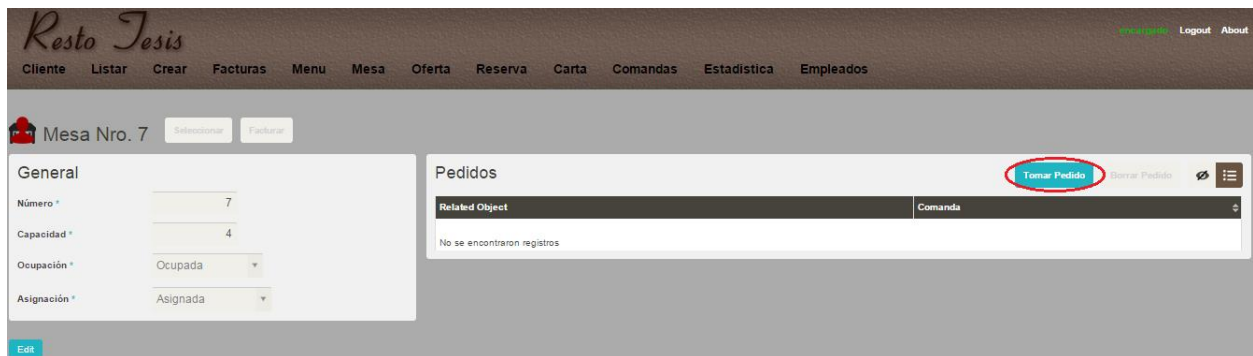 Resto Tesis
encargado Logout About
Cliente Listar Crear Facturas Menu Mesa Oferta Reserva Carta Comandas Estadistica Empleados
Mesa Nro. 7 Seleccionar Facturar
General
Número * 7
Capacidad * 4
Ocupación * Ocupada
Asignación * Asignada
Edit
Pedidos Tomar Pedido Borrar Pedido
Related Object Comanda
No se encontraron registros